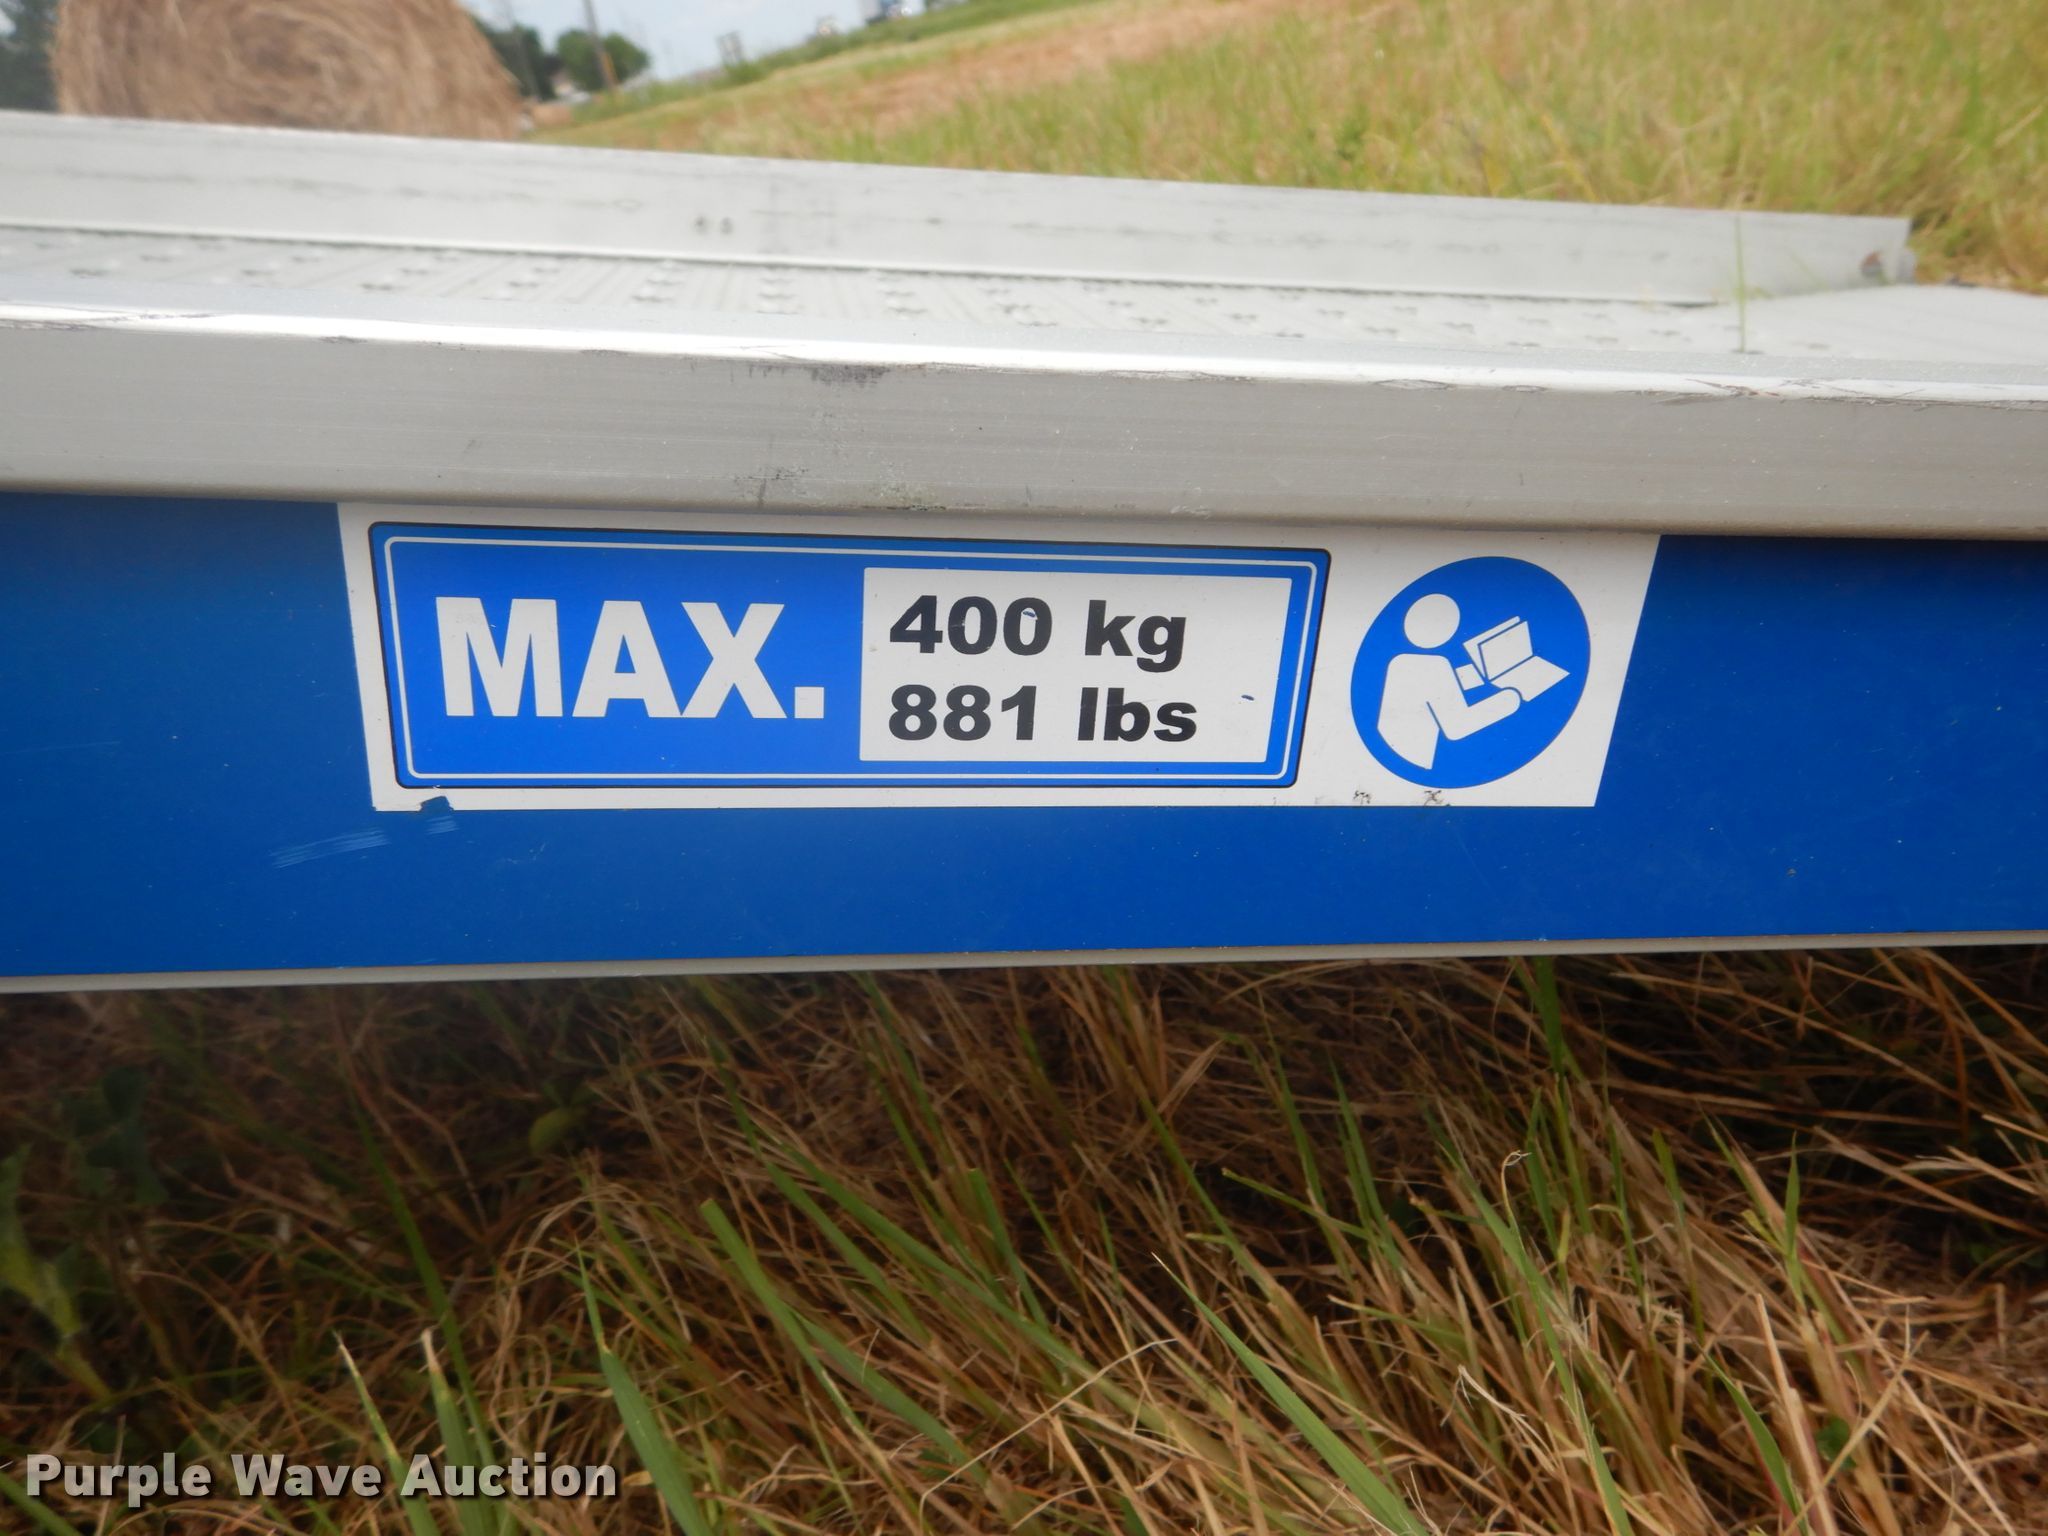 MAX.
400 kg
881 lbs
Purple Wave Auction